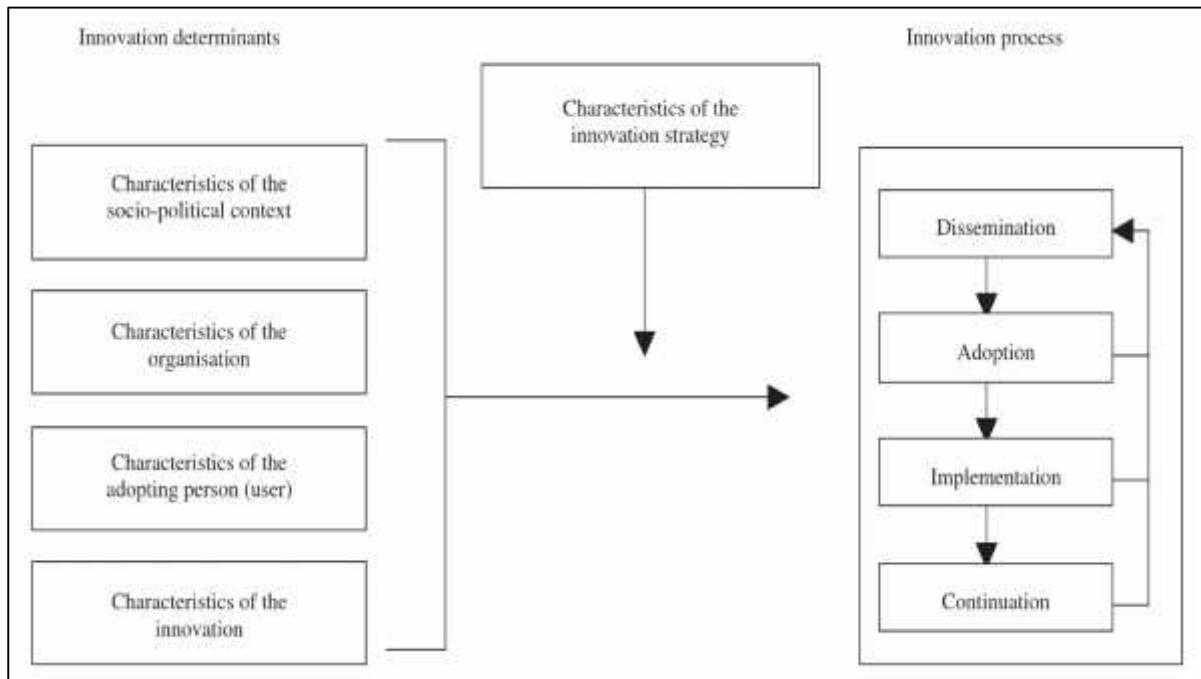 Innovation determinants
Innovation process
Characteristics of the
innovation strategy
Characteristics of the
socio-political context
Characteristics of the
organisation
Characteristics of the
adopting person (user)
Characteristics of the
innovation
Dissemination
Adoption
Implementation
Continuation